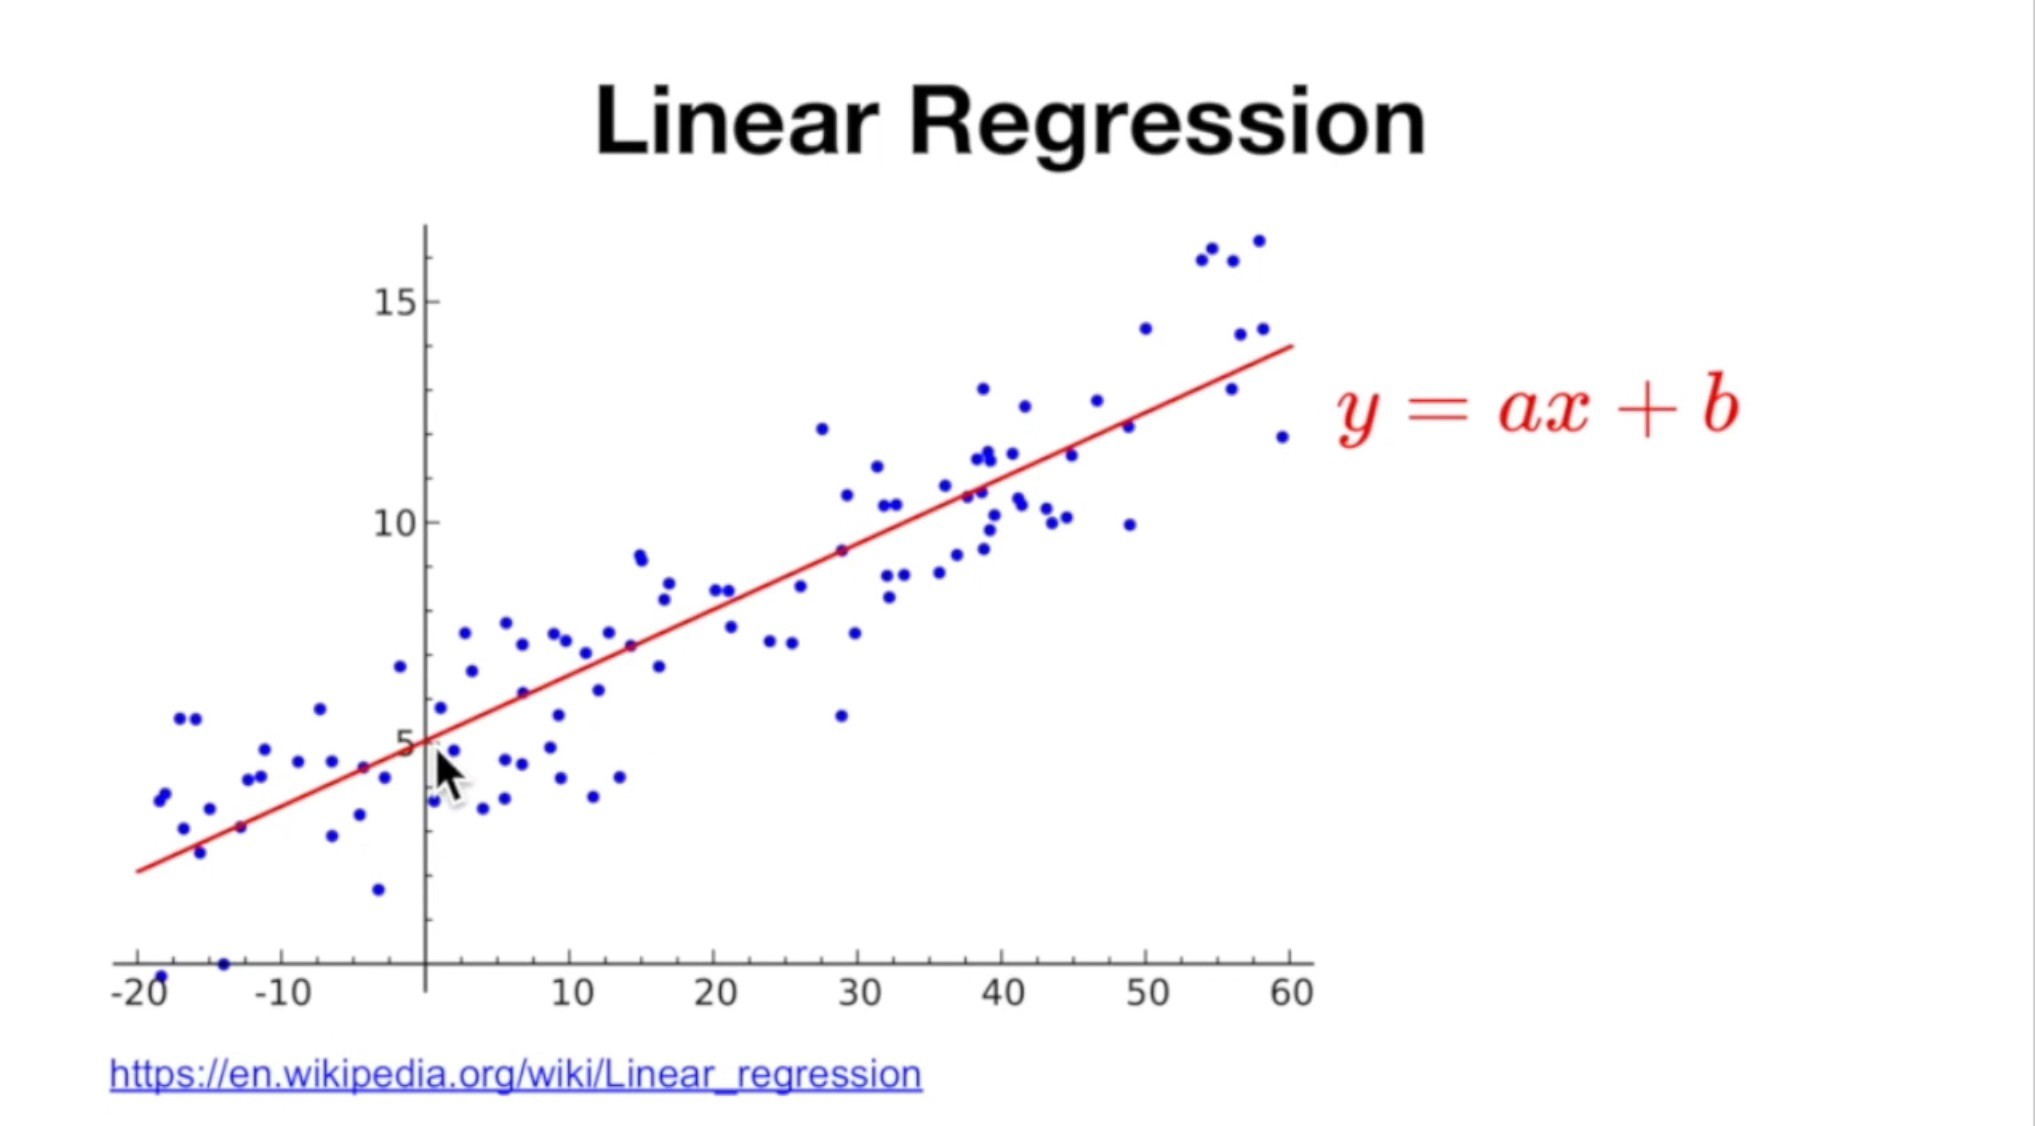 Linear Regression
15
y = ax + b
10
5
-20 -10 10 20 30 40 50 60
https://en.wikipedia.org/wiki/Linear_regression